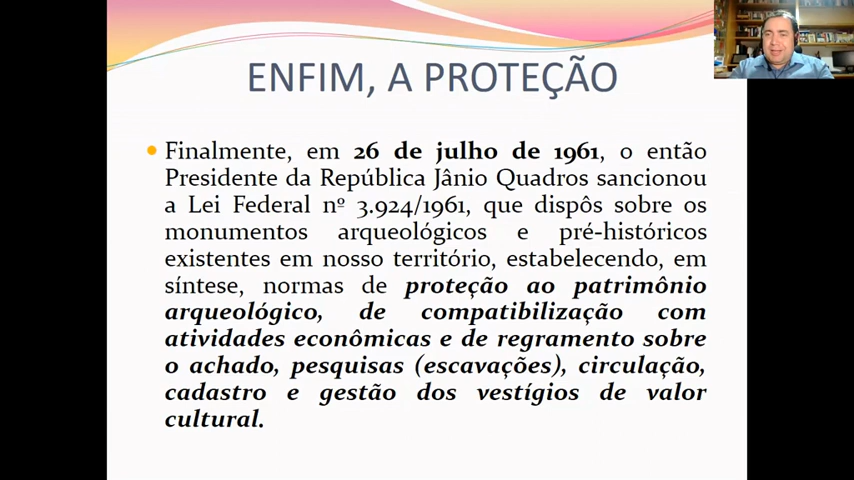 ENFIM, A PROTEÇÃO
• Finalmente, em 26 de julho de 1961, o então
Presidente da República Jânio Quadros sancionou
a Lei Federal nº 3.924/1961, que dispôs sobre os
monumentos arqueológicos e pré-históricos
existentes em nosso território, estabelecendo, em
síntese, normas de proteção ao patrimônio
arqueológico, de compatibilização com
atividades econômicas e de regramento sobre
o achado, pesquisas (escavações), circulação,
cadastro e gestão dos vestígios de valor
cultural.